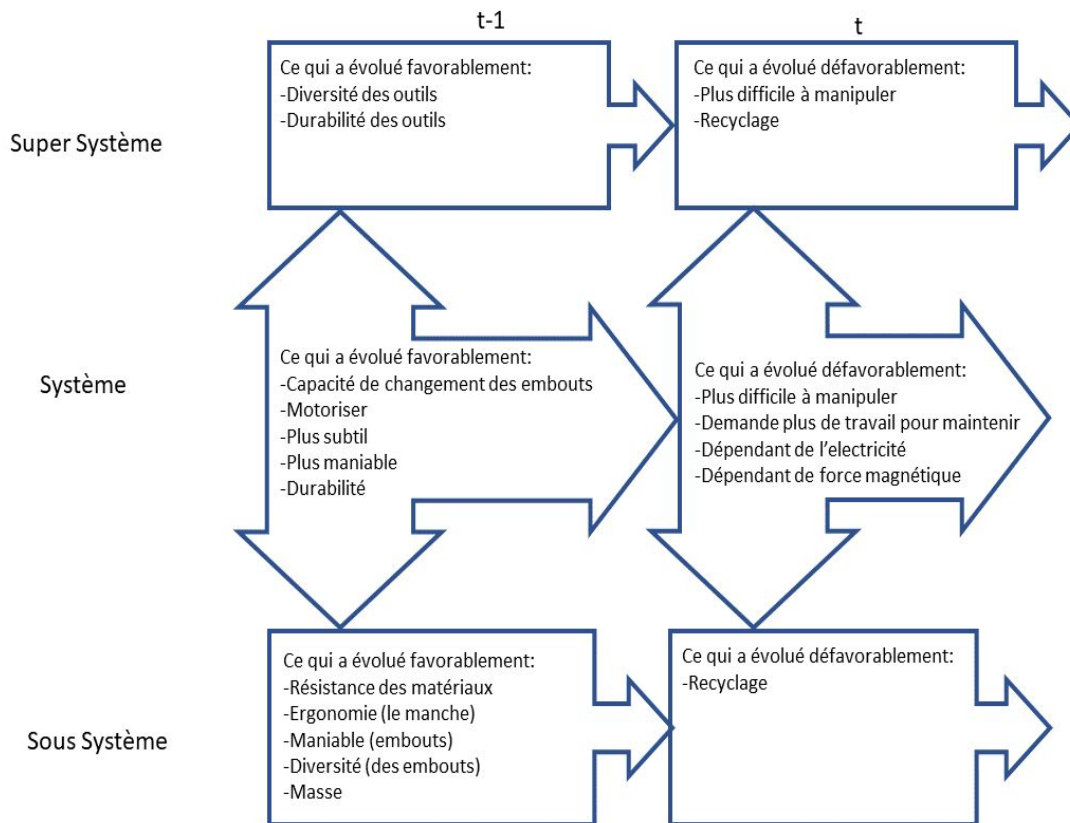 t-1
t
Super Système
Ce qui a évolué favorablement:
-Diversité des outils
-Durabilité des outils
Ce qui a évolué défavorablement:
-Plus difficile à manipuler
-Recyclage
Système
Ce qui a évolué favorablement:
-Capacité de changement des embouts
-Motoriser
-Plus subtil
-Plus maniable
-Durabilité
Ce qui a évolué défavorablement:
-Plus difficile à manipuler
-Demande plus de travail pour maintenir
-Dépendant de l'electricité
-Dépendant de force magnétique
Sous Système
Ce qui a évolué favorablement:
-Résistance des matériaux
-Ergonomie (le manche)
-Maniable (embouts)
-Diversité (des embouts)
-Masse
Ce qui a évolué défavorablement:
-Recyclage